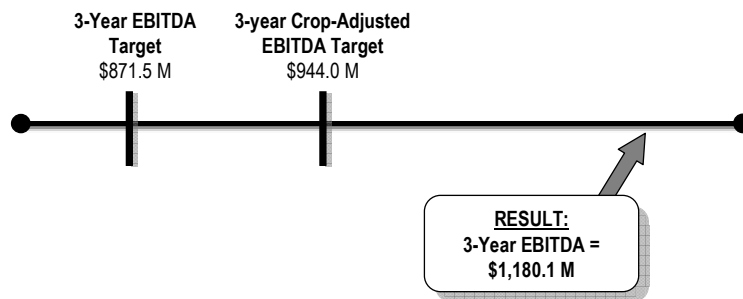 3-Year EBITDA
Target
$871.5 M
3-year Crop-Adjusted
EBITDA Target
$944.0 M
RESULT:
3-Year EBITDA =
$1,180.1 M